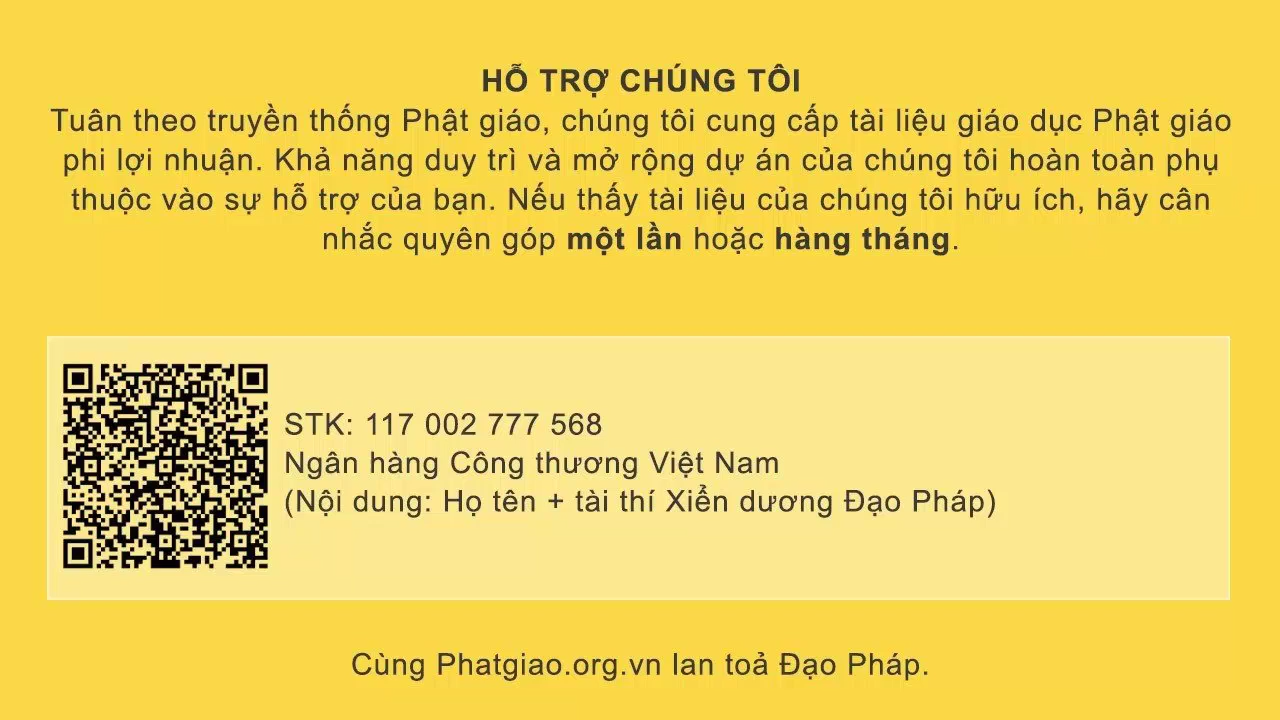 HỖ TRỢ CHÚNG TÔI
Tuân theo truyền thống Phật giáo, chúng tôi cung cấp tài liệu giáo dục Phật giáo
phi lợi nhuận. Khả năng duy trì và mở rộng dự án của chúng tôi hoàn toàn phụ
thuộc vào sự hỗ trợ của bạn. Nếu thấy tài liệu của chúng tôi hữu ích, hãy cân
nhắc quyên góp một lần hoặc hàng tháng.
STK: 117 002 777 568
Ngân hàng Công thương Việt Nam
(Nội dung: Họ tên + tài thí Xiển dương Đạo Pháp)
Cùng Phatgiao.org.vn lan toả Đạo Pháp.